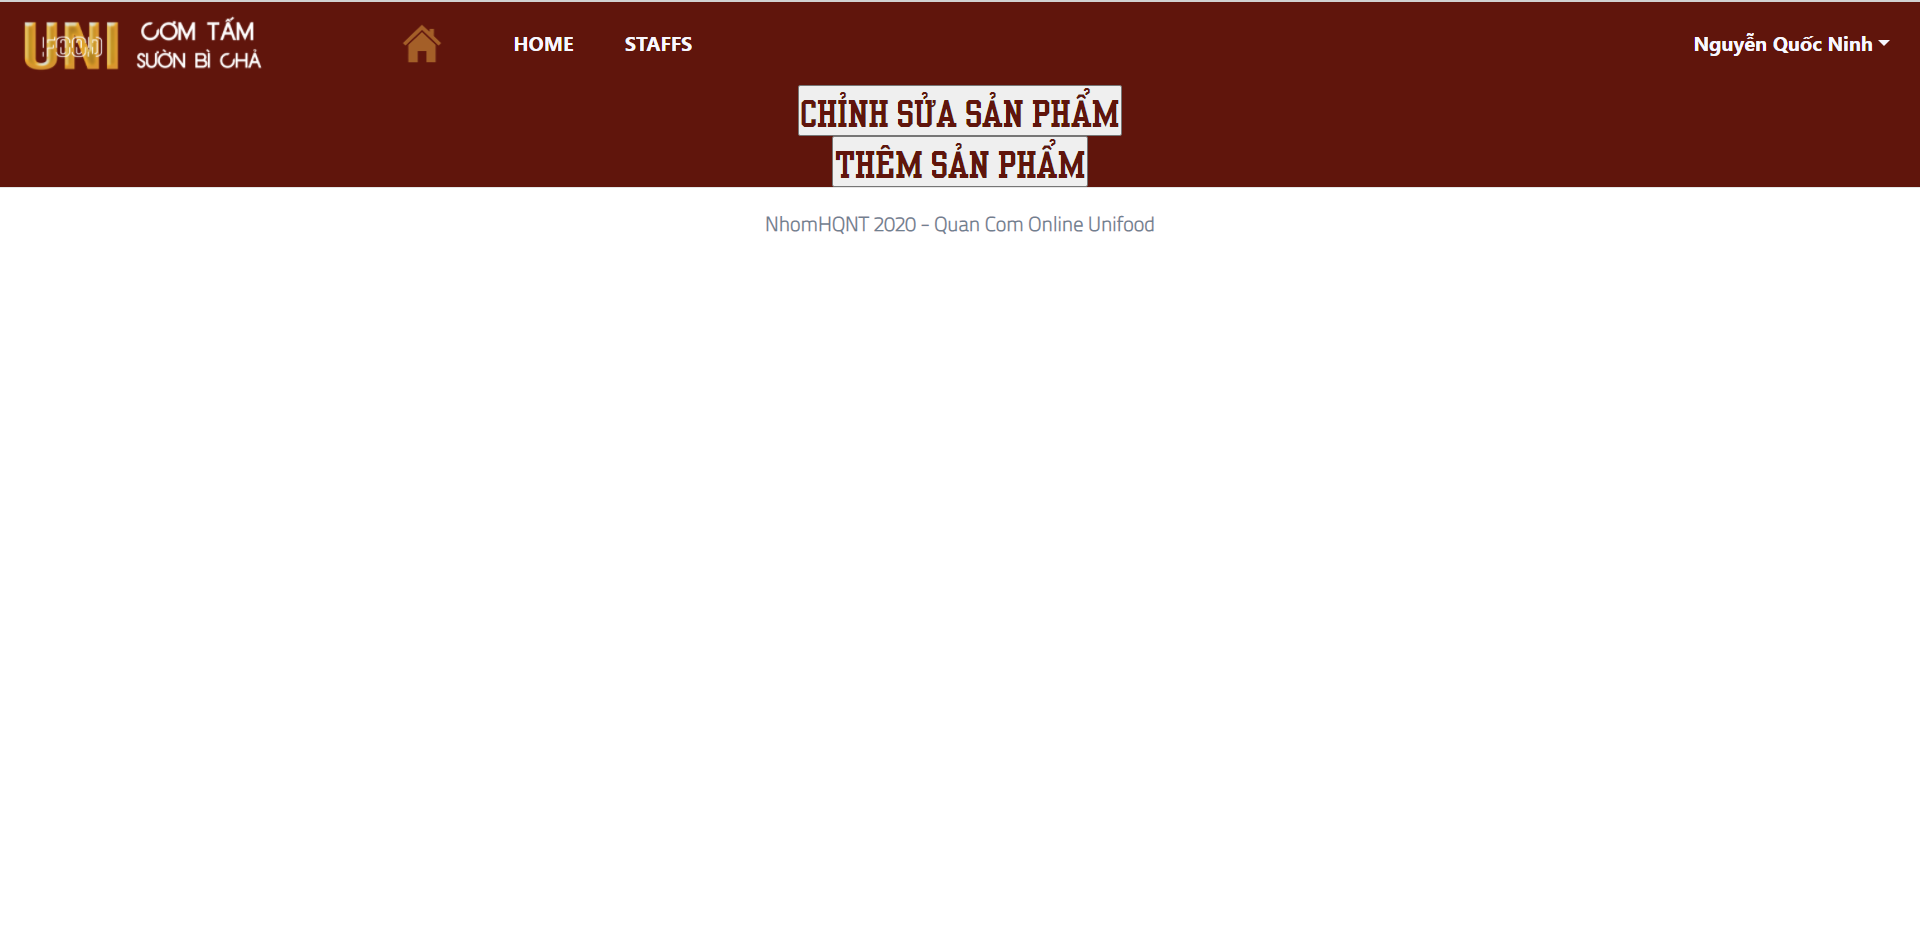 UNI FOOD
CƠM TẤM
SƯỜN BÌ CHẢ
HOME
STAFFS
Nguyễn Quốc Ninh
CHỈNH SỬA SẢN PHẨM
THÊM SẢN PHẨM
NhomHQNT 2020 - Quan Com Online Unifood